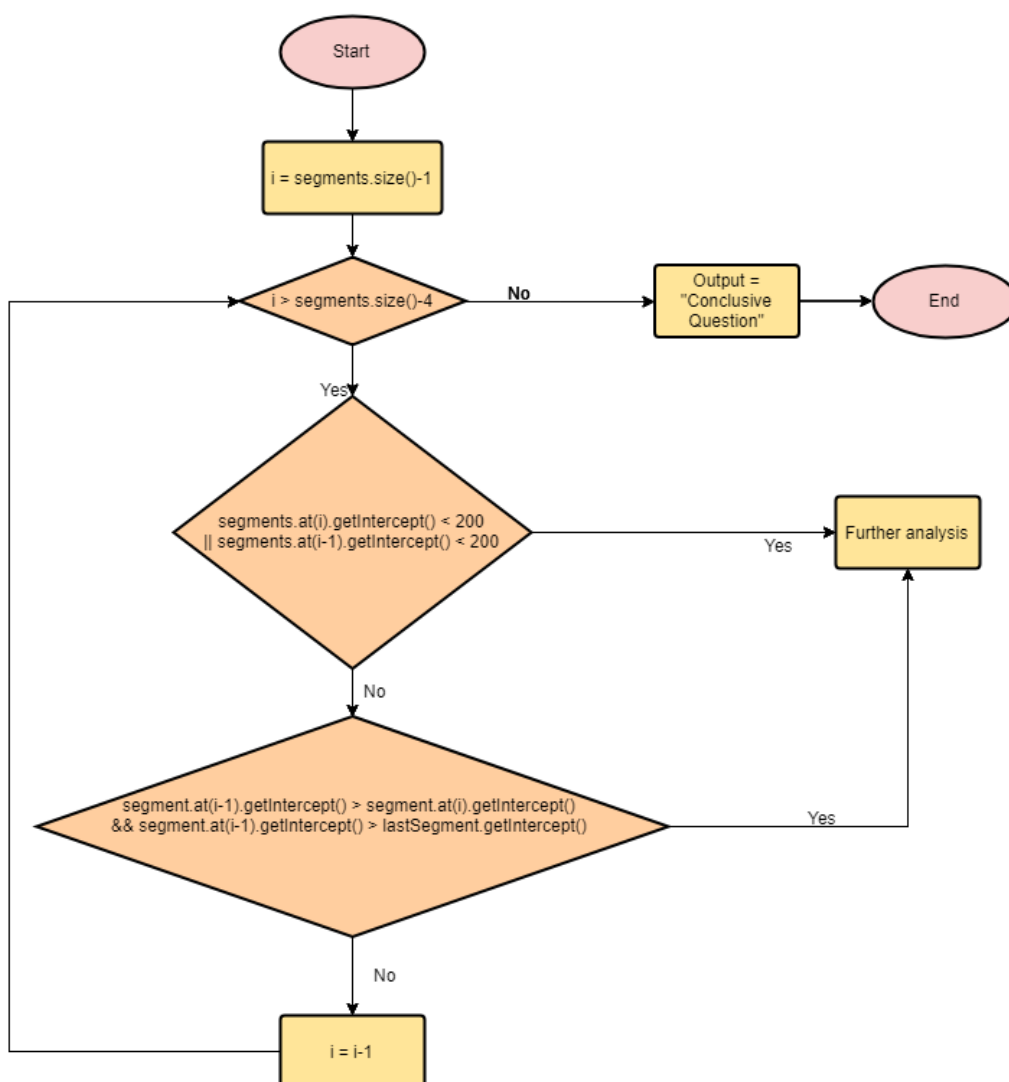 Start
i = segments.size()-1
i > segments.size()-4
No
Output =
"Conclusive
Question"
End
Yes
segments.at(i).getIntercept() < 200
|| segments.at(i-1).getIntercept() < 200
Yes
Further analysis
No
segment.at(i-1).getIntercept() > segment.at(i).getIntercept()
&& segment.at(i-1).getIntercept() > lastSegment.getIntercept()
Yes
No
i = i-1